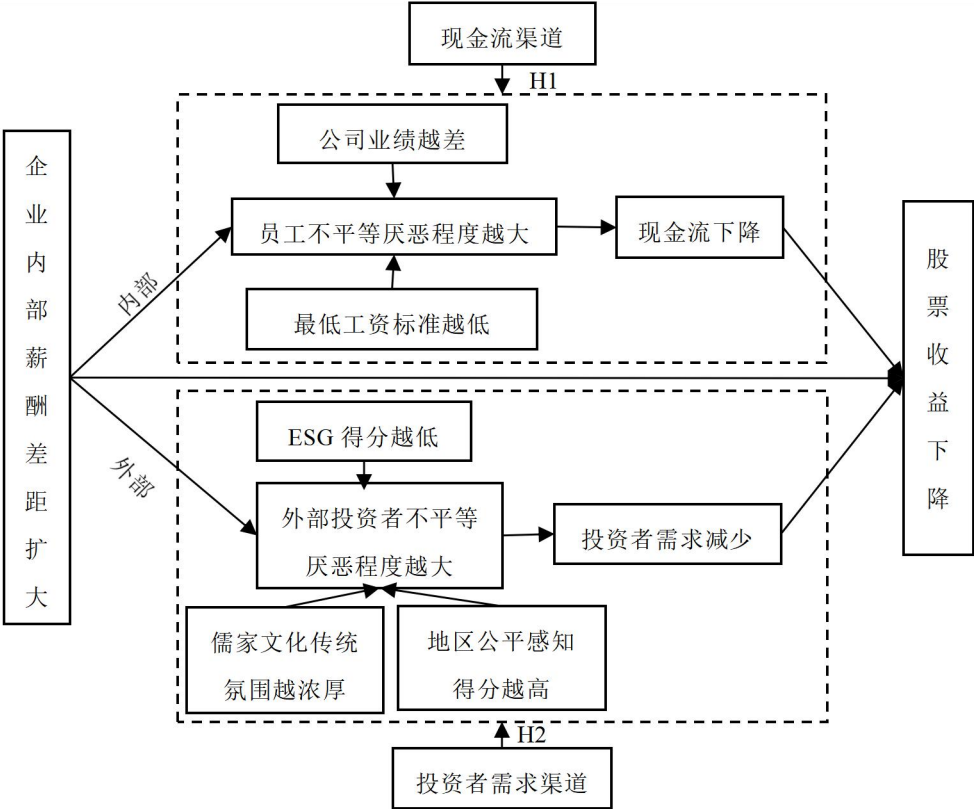 现金流渠道
H1
公司业绩越差
企业内部薪酬差距扩大
员工不平等厌恶程度越大
现金流下降
内部
最低工资标准越低
股票收益下降
ESG 得分越低
外部
外部投资者不平等
厌恶程度越大
投资者需求减少
儒家文化传统
氛围越浓厚
地区公平感知
得分越高
H2
投资者需求渠道